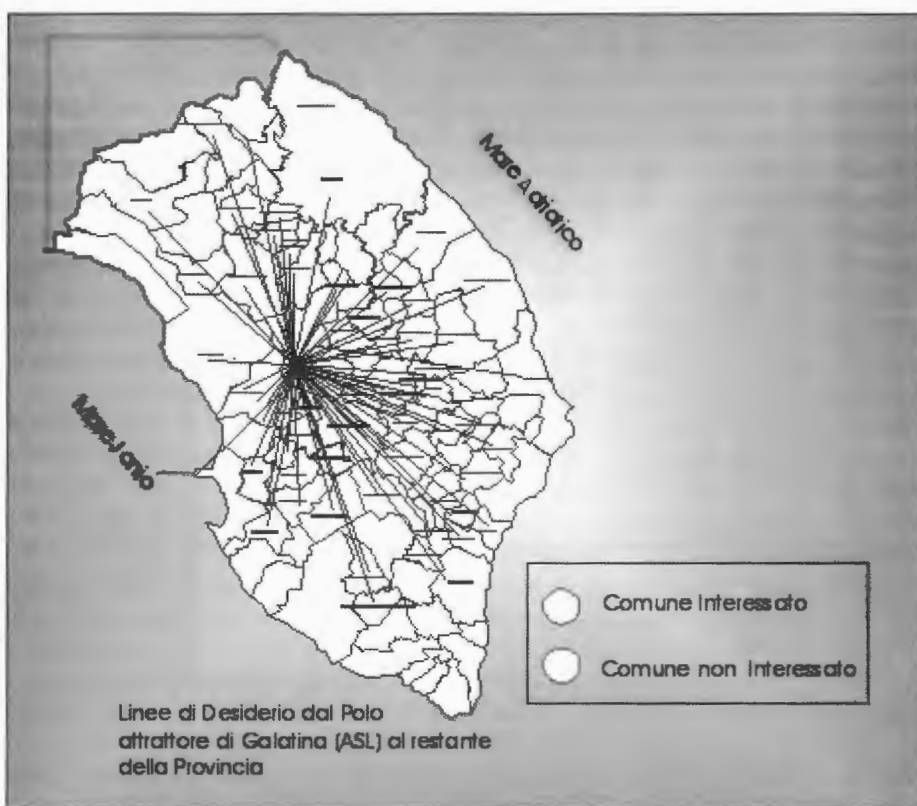 Mare Adriatico
Mare Jonio
Comune Interessato
Comune non Interessato
Linee di Desiderio dal Polo
attrattore di Galatina (ASL) al restante
della Provincia